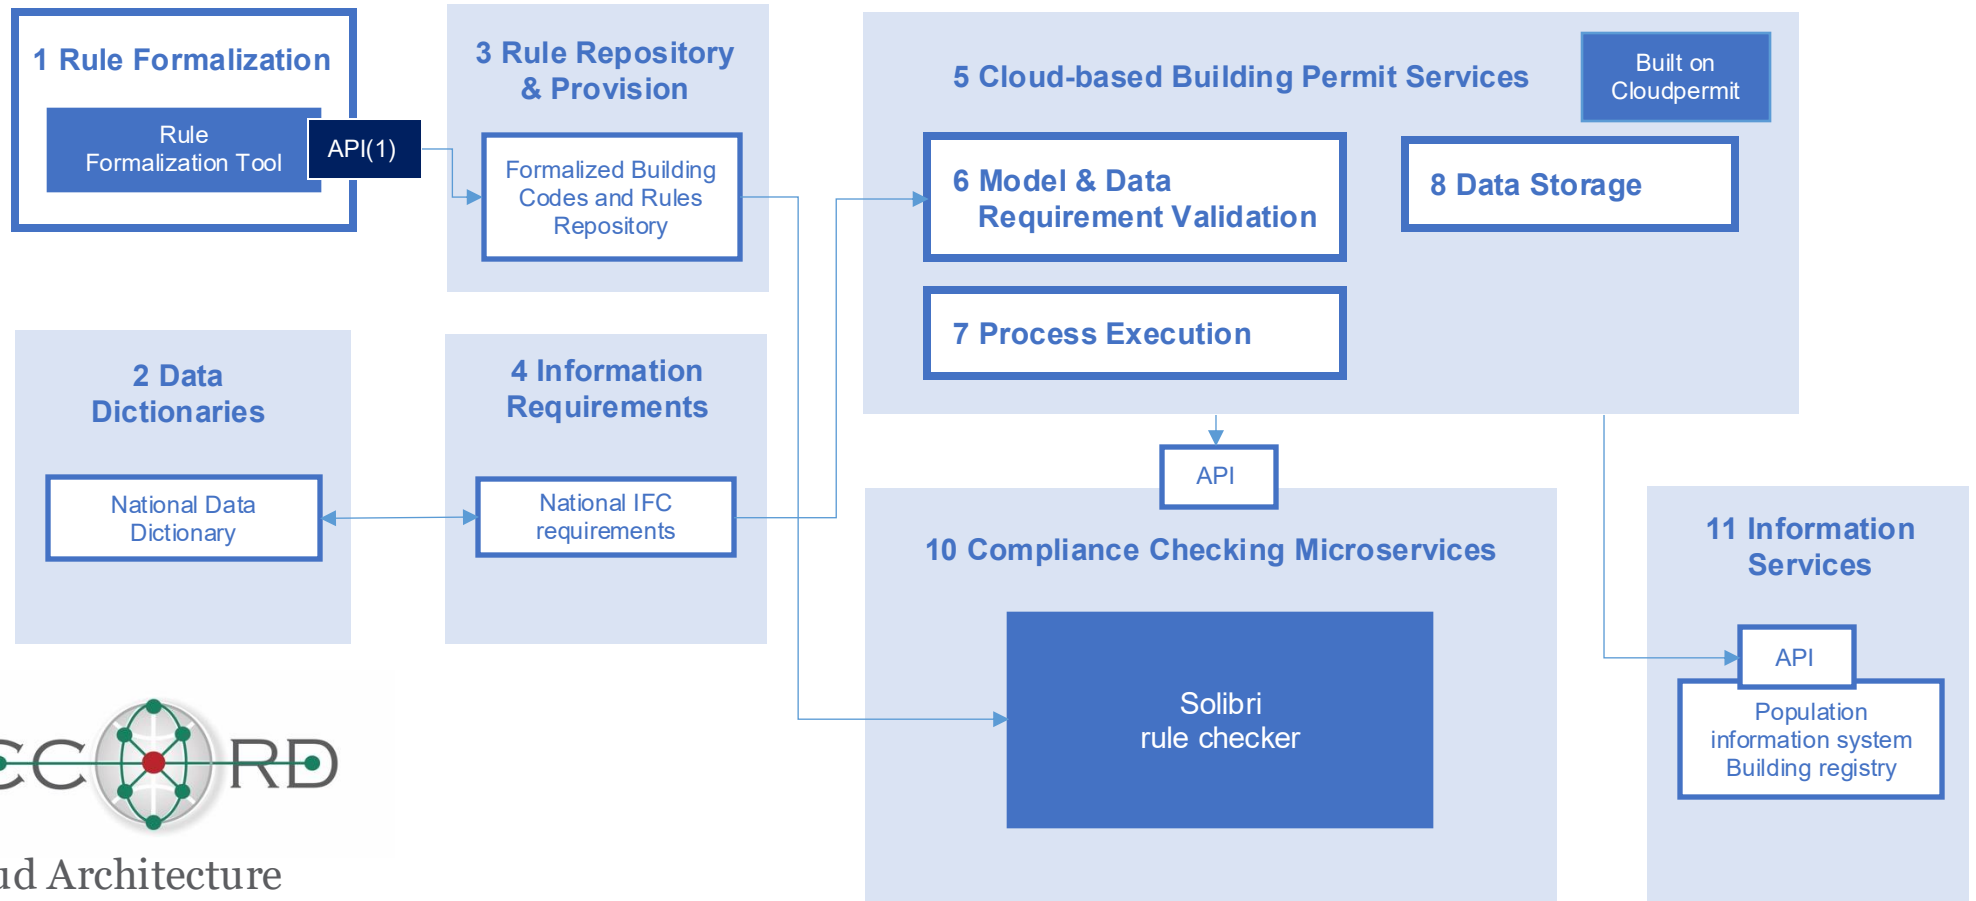 1 Rule Formalization
Rule
Formalization Tool
API(1)
3 Rule Repository
& Provision
Formalized Building
Codes and Rules
Repository
5 Cloud-based Building Permit Services
Built on
Cloudpermit
6 Model & Data
Requirement Validation
8 Data Storage
7 Process Execution
2 Data
Dictionaries
National Data
Dictionary
4 Information
Requirements
National IFC
requirements
API
10 Compliance Checking Microservices
Solibri
rule checker
11 Information
Services
API
Population
information system
Building registry
CC RD
Architecture